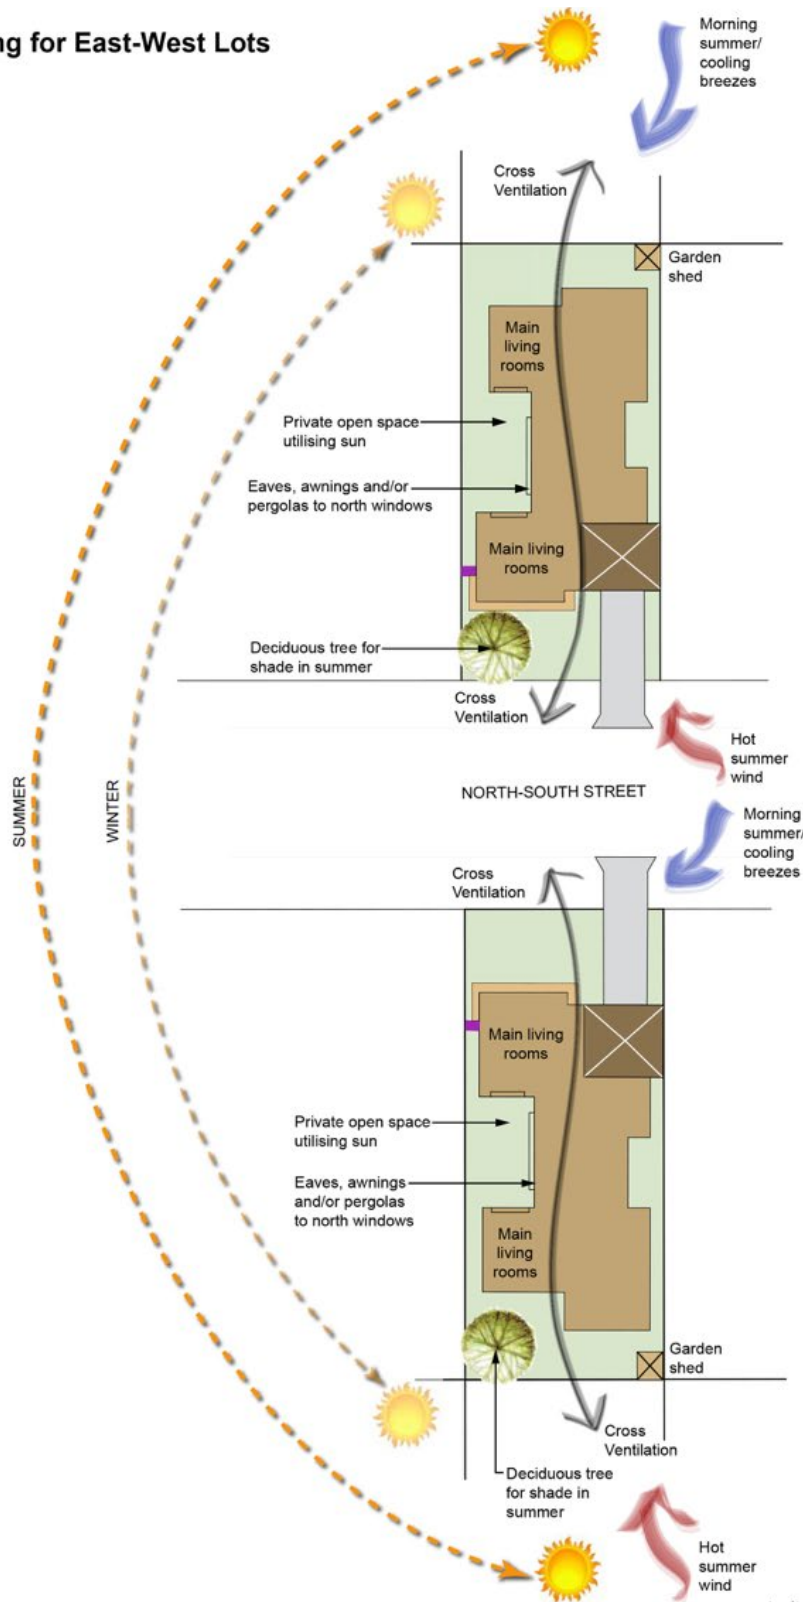 ng for East-West Lots
Morning
summer/
cooling
breezes
Cross
Ventilation
Garden
shed
Main
living
rooms
Private open space
utilising sun
Eaves, awnings and/or
pergolas to north windows
Main living
rooms
Deciduous tree for
shade in summer
Cross
Ventilation
Hot
summer
wind
SUMMER
WINTER
NORTH-SOUTH STREET
Morning
summer/
cooling
breezes
Cross
Ventilation
Main living
rooms
Private open space
utilising sun
Eaves, awnings
and/or pergolas
to north windows
Main
living
rooms
Garden
shed
Cross
Ventilation
Deciduous tree
for shade in
summer
Hot
summer
wind